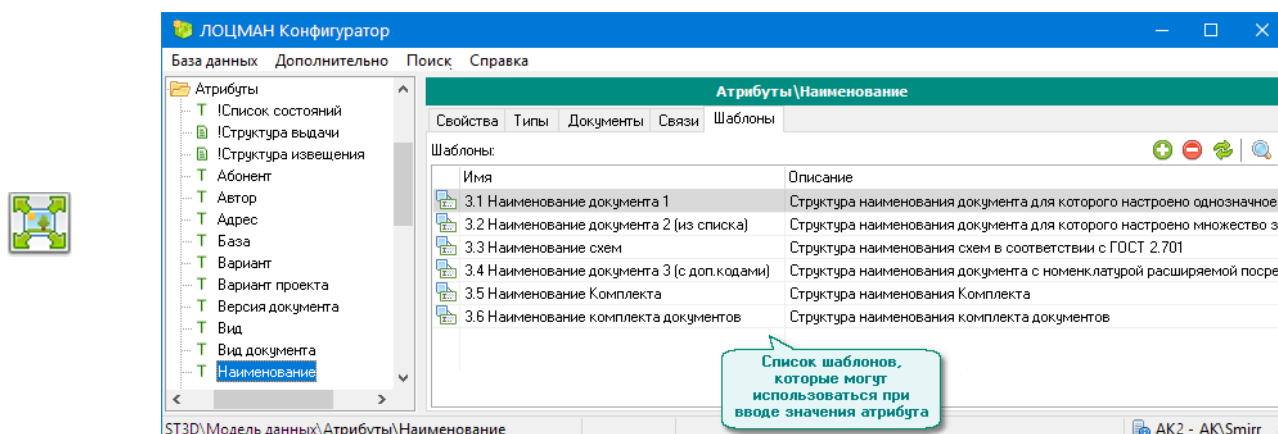 ЛОЦМАН Конфигуратор
База данных Дополнительно Поиск Справка
Атрибуты
!Список состояний
!Структура выдачи
!Структура извещения
Абонент
Автор
Адрес
База
Вариант
Вариант проекта
Версия документа
Вид
Вид документа
Наименование
Атрибуты\Наименование
Свойства Типы Документы Связи Шаблоны
Шаблоны:
Имя Описание
3.1 Наименование документа 1 Структура наименования документа для которого настроено однозначное
3.2 Наименование документа 2 (из списка) Структура наименования документа для которого настроено множество з
3.3 Наименование схем Структура наименования схем в соответствии с ГОСТ 2.701
3.4 Наименование документа 3 (с доп.кодами) Структура наименования документа с номенклатурой расширяемой посре
3.5 Наименование Комплекта Структура наименования Комплекта
3.6 Наименование комплекта документов Структура наименования комплекта документов
Список шаблонов,
которые могут
использоваться при
вводе значения атрибута
ST3D\Модель данных\Атрибуты\Наименование AK2 - AK\Smirr